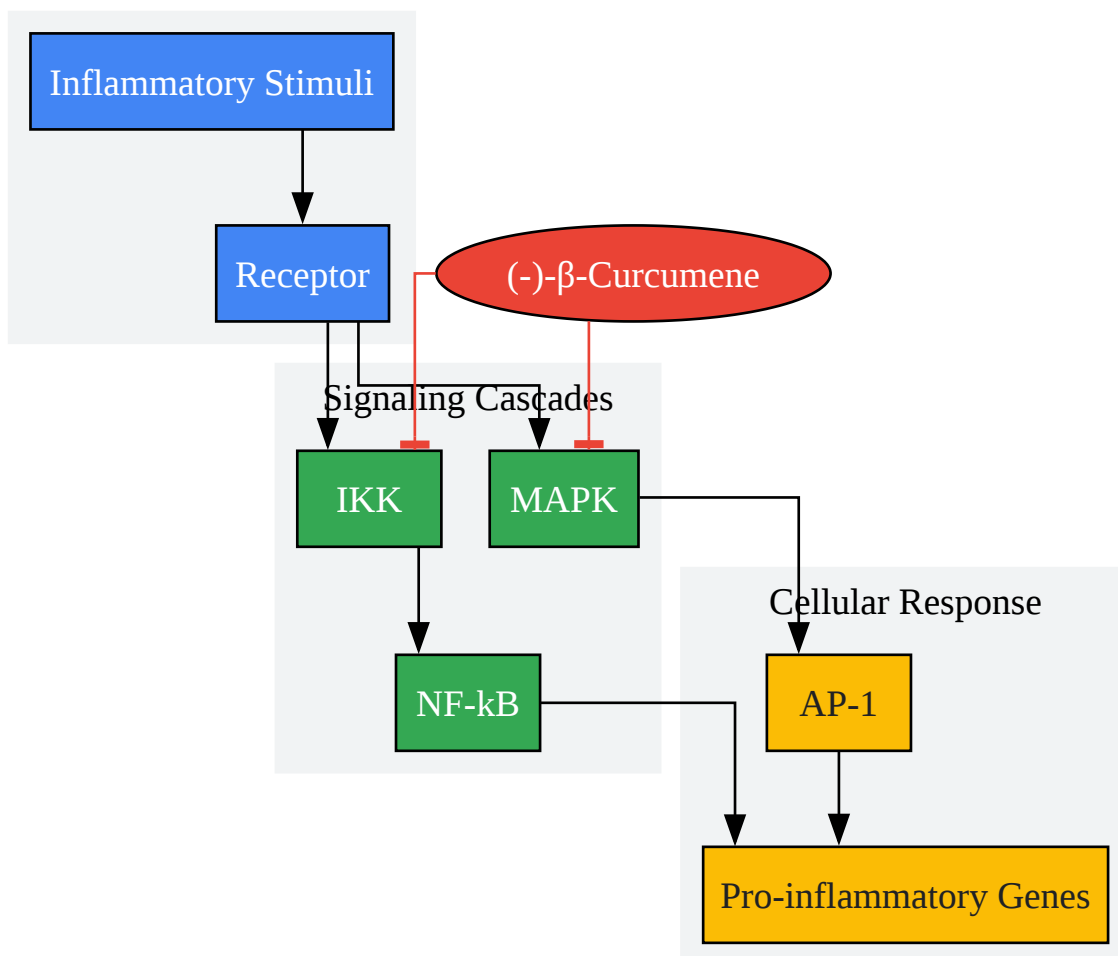 Inflammatory Stimuli
Receptor
(-)-β-Curcumene
Signaling Cascades
IKK
MAPK
Cellular Response
NF-kB
AP-1
Pro-inflammatory Genes